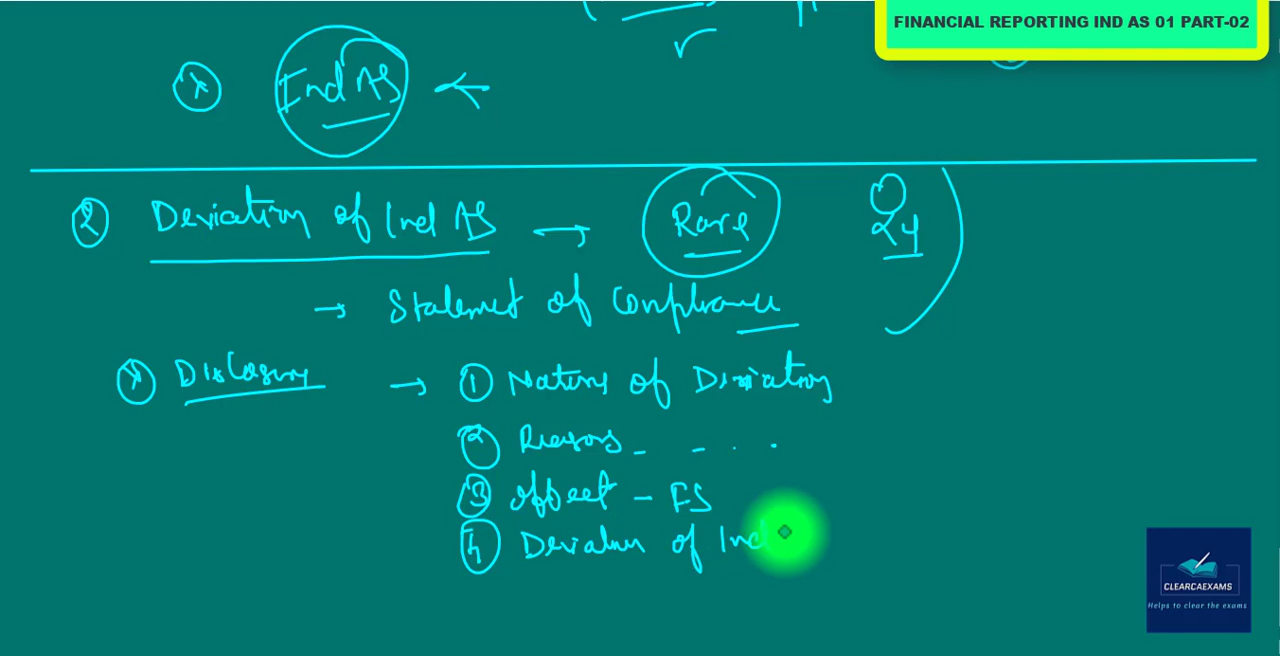 FINANCIAL REPORTING IND AS 01 PART-02
Ind AS
② Deviation of Ind AS → Rare
→ Statement of Compliance
Disclosure → ① Nature of Deviation
② Reasons - - . .
③ Effect - FS
④ Deviation of Ind
CLEARCAEXAMS
Helps to clear the exams